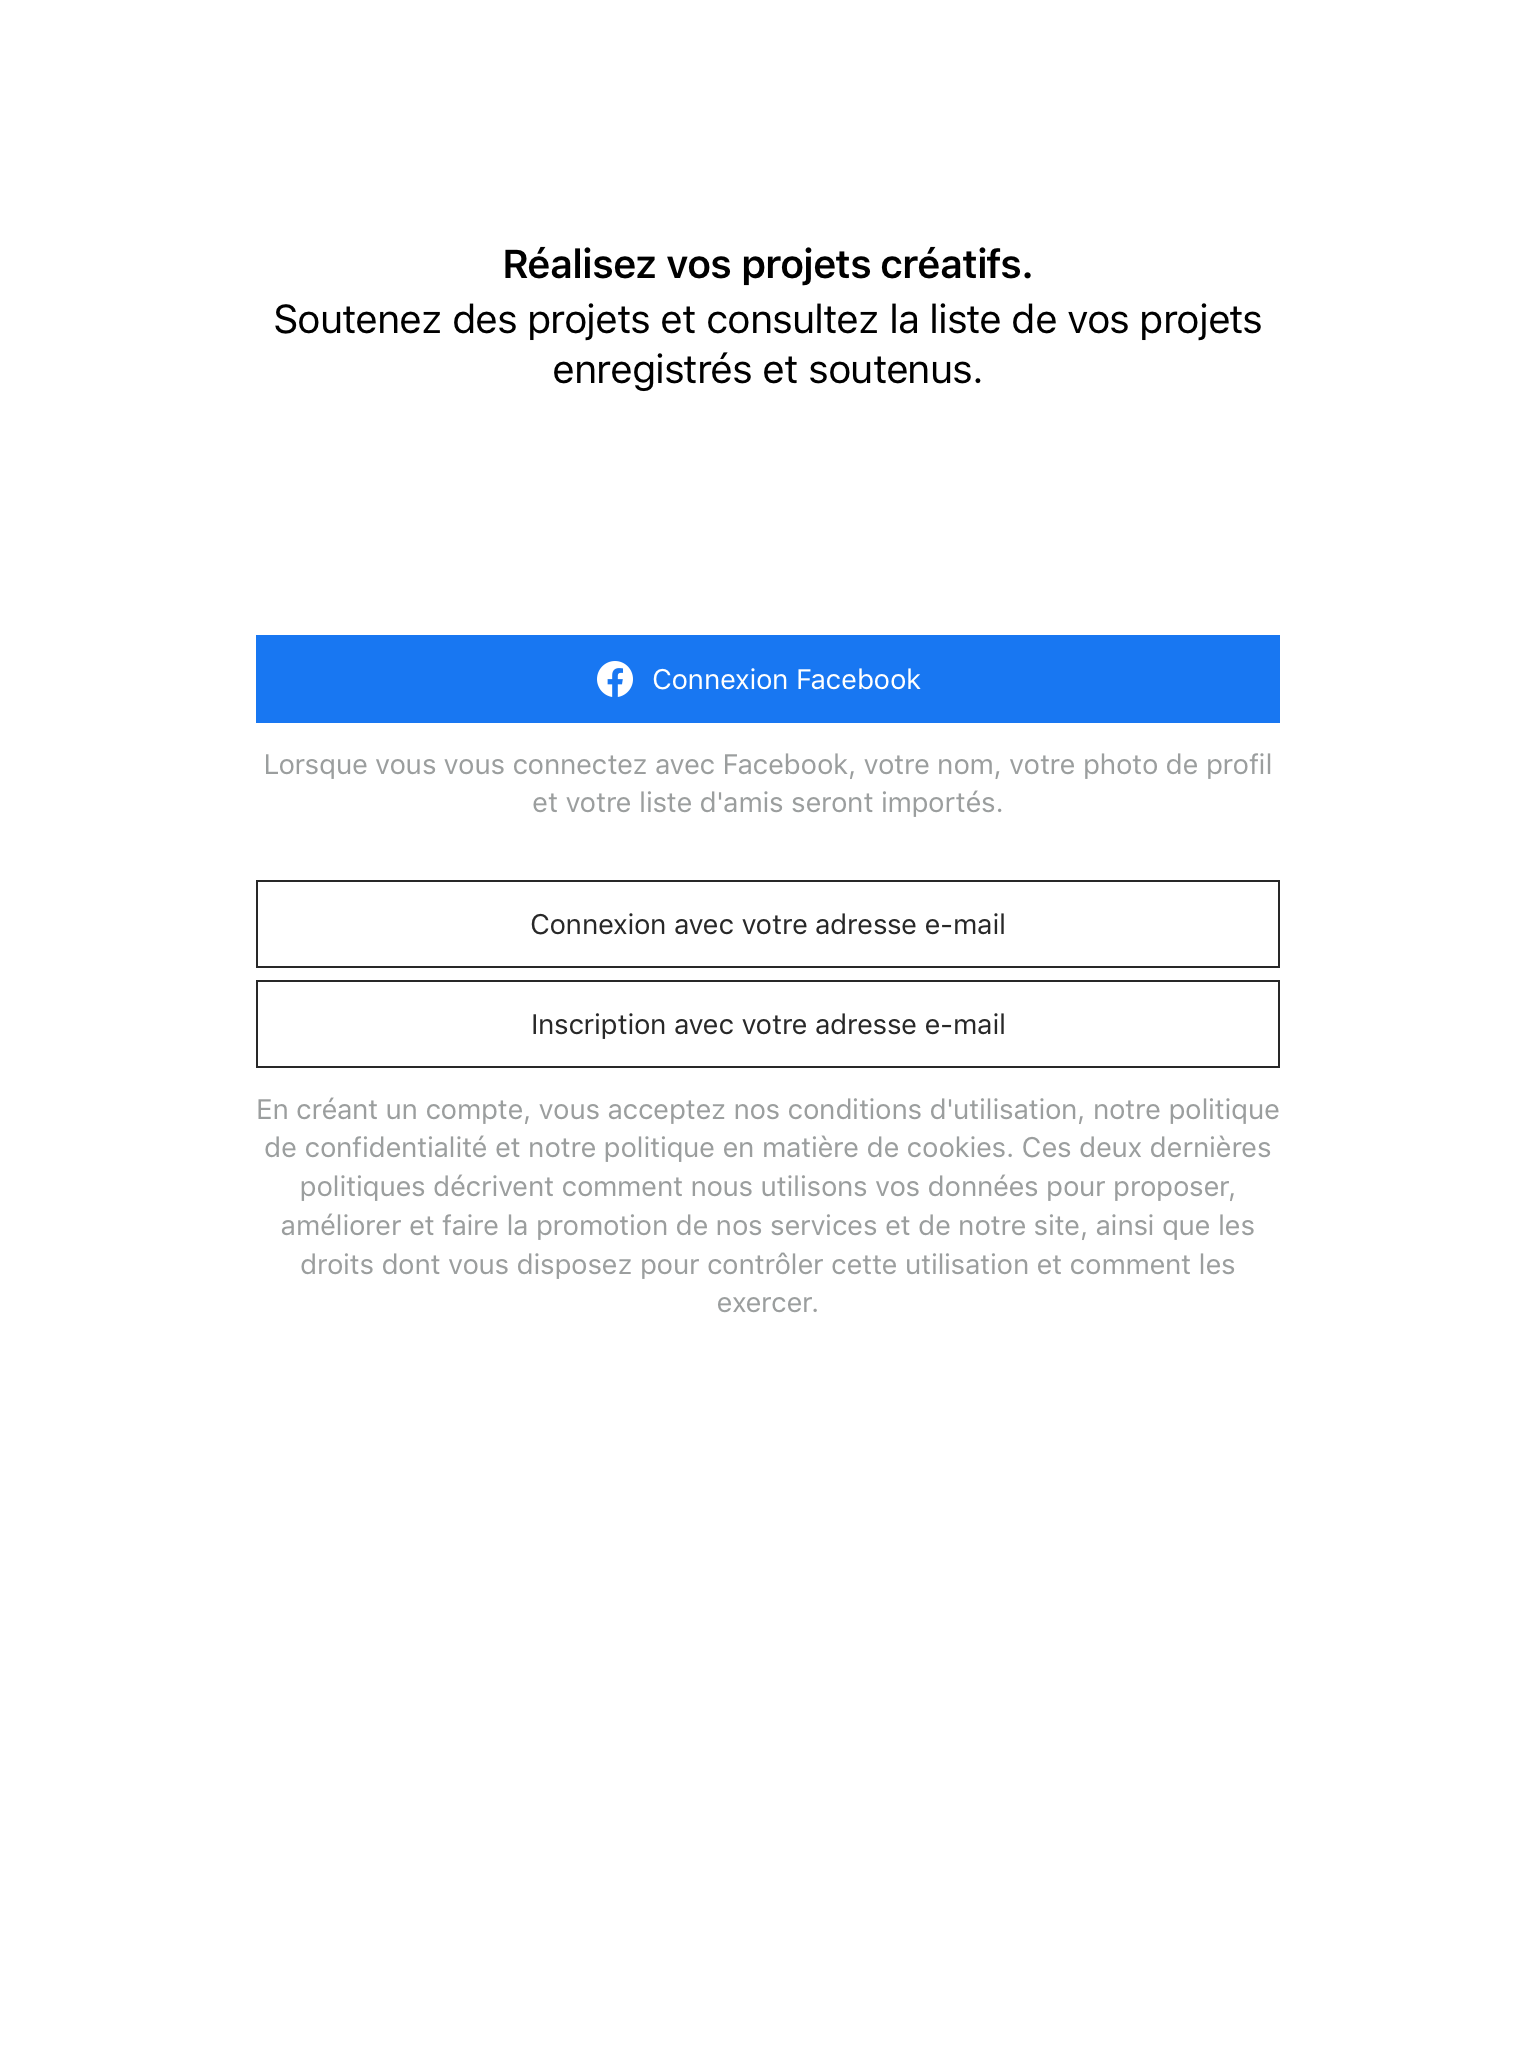 Réalisez vos projets créatifs.
Soutenez des projets et consultez la liste de vos projets
enregistrés et soutenus.
Connexion Facebook
Lorsque vous vous connectez avec Facebook, votre nom, votre photo de profil
et votre liste d'amis seront importés.
Connexion avec votre adresse e-mail
Inscription avec votre adresse e-mail
En créant un compte, vous acceptez nos conditions d'utilisation, notre politique
de confidentialité et notre politique en matière de cookies. Ces deux dernières
politiques décrivent comment nous utilisons vos données pour proposer,
améliorer et faire la promotion de nos services et de notre site, ainsi que les
droits dont vous disposez pour contrôler cette utilisation et comment les
exercer.